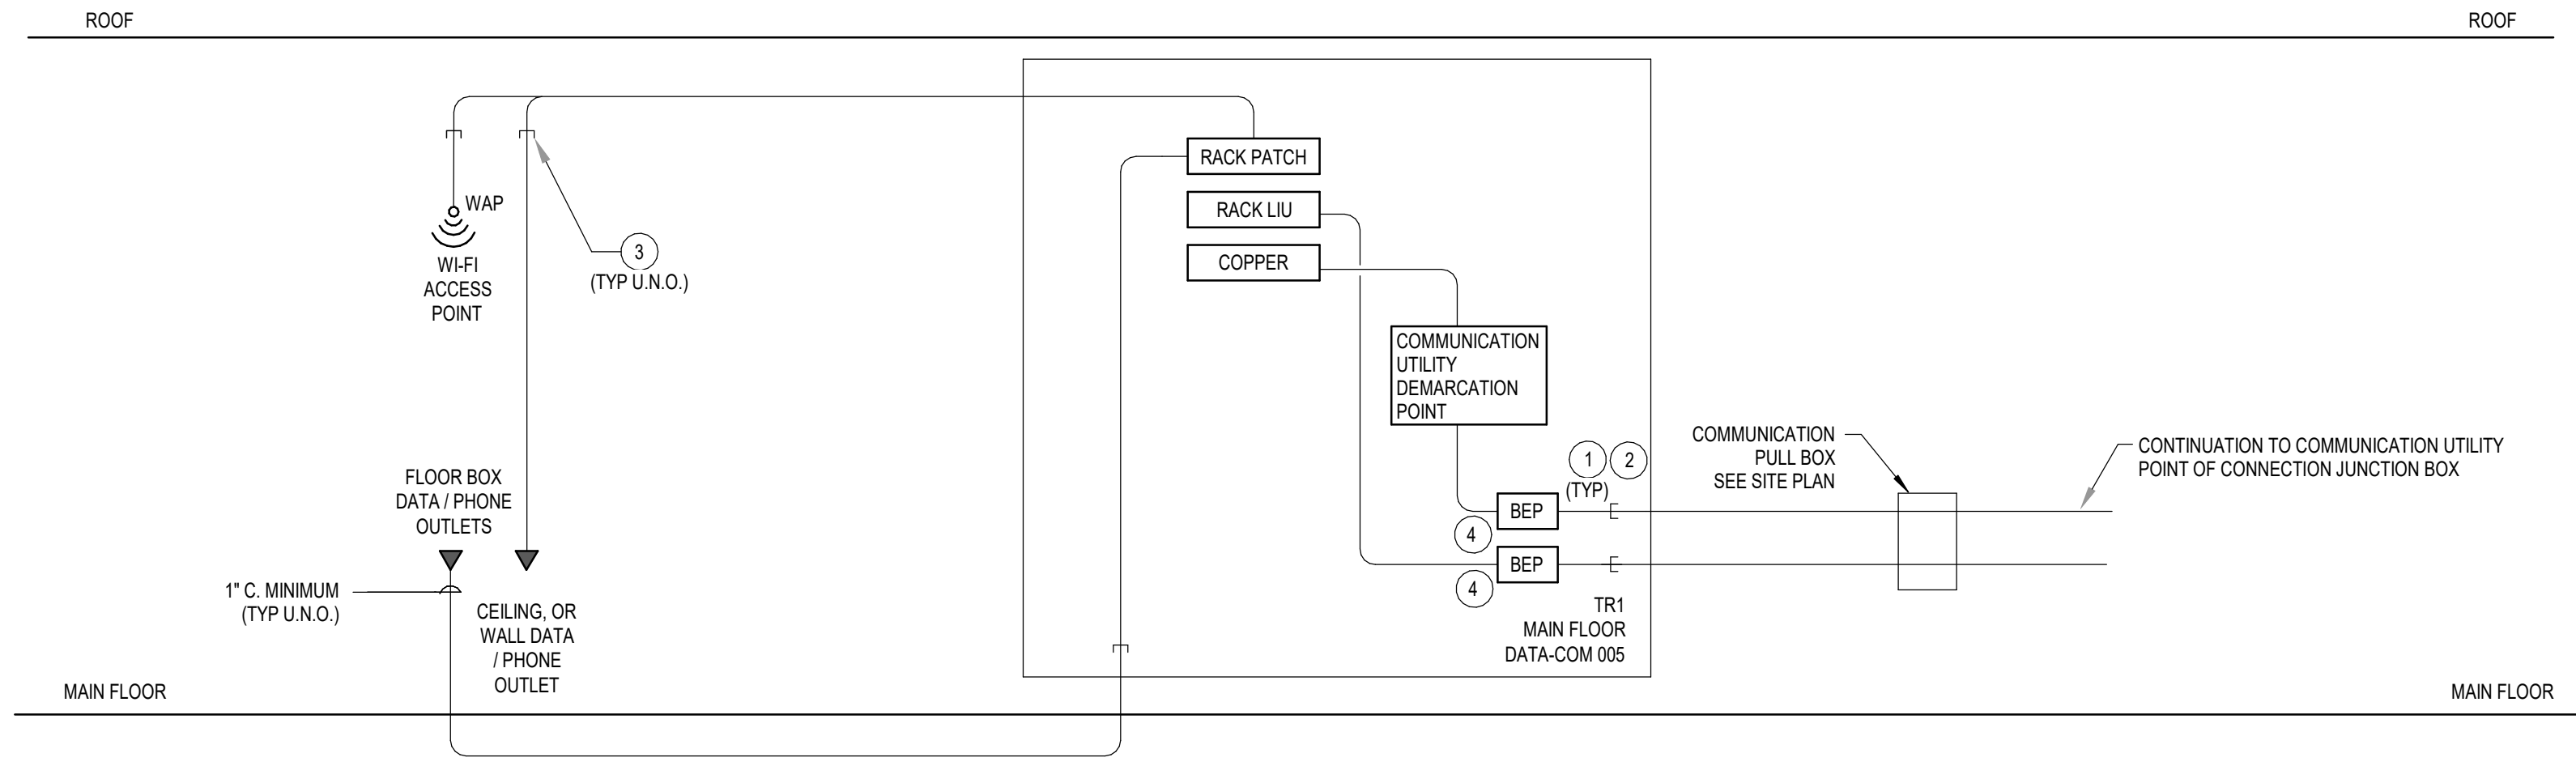 ROOF
ROOF
RACK PATCH
RACK LIU
COPPER
WAP
WI-FI
ACCESS
POINT
3
(TYP U.N.O.)
COMMUNICATION
UTILITY
DEMARCATION
POINT
1
2
(TYP)
COMMUNICATION
PULL BOX
SEE SITE PLAN
CONTINUATION TO COMMUNICATION UTILITY
POINT OF CONNECTION JUNCTION BOX
FLOOR BOX
DATA / PHONE
OUTLETS
BEP
4
BEP
4
1" C. MINIMUM
(TYP U.N.O.)
CEILING, OR
WALL DATA
/ PHONE
OUTLET
TR1
MAIN FLOOR
DATA-COM 005
MAIN FLOOR
MAIN FLOOR